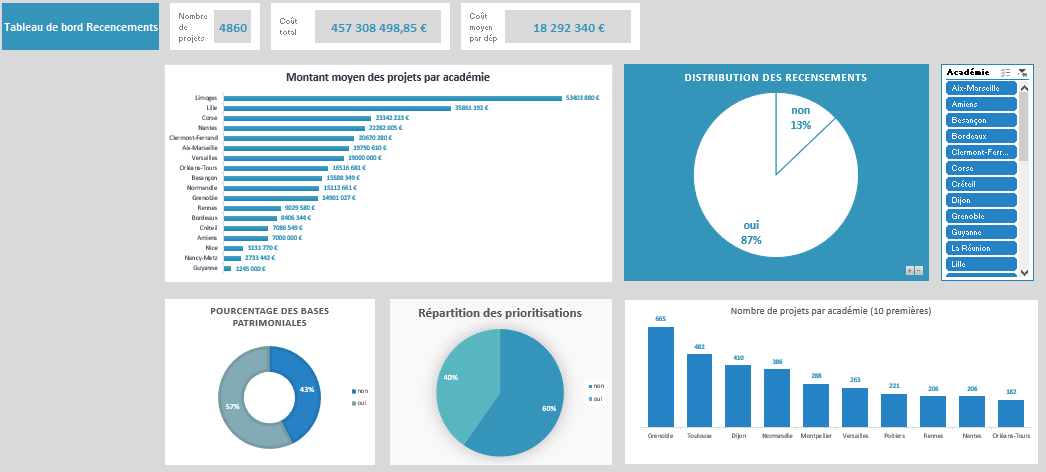 Tableau de bord Recencements
Nombre de projets
4860
Coût total
457 308 498,85 €
Coût moyen par dép
18 292 340 €
Montant moyen des projets par académie
Limoges 53403 880 €
Lille 35861 192 €
Corse 23342 223 €
Nantes 22282 005 €
Clermont-Ferrand 20670 280 €
Aix-Marseille 19790 610 €
Versailles 19000 000 €
Orléans-Tours 16516 681 €
Besançon 15588 349 €
Normandie 15112 661 €
Grenoble 14901 027 €
Rennes 9029 580 €
Bordeaux 8406 344 €
Créteil 7086 549 €
Amiens 7000 000 €
Nice 3131 770 €
Nancy-Metz 2733 442 €
Guyanne 1245 000 €
DISTRIBUTION DES RECENSEMENTS
non
13%
oui
87%
Académie
Aix-Marseille
Amiens
Besançon
Bordeaux
Clermont-Ferr...
Corse
Créteil
Dijon
Grenoble
Guyanne
La Réunion
Lille
POURCENTAGE DES BASES
PATRIMONIALES
43%
57%
non
oui
Répartition des prioritisations
40%
60%
non
oui
Nombre de projets par académie (10 premières)
665 482 410 386 288 263 221 206 206 182
Grenoble Toulouse Dijon Normandie Montpellier Versailles Poitiers Rennes Nantes Orléans-Tours